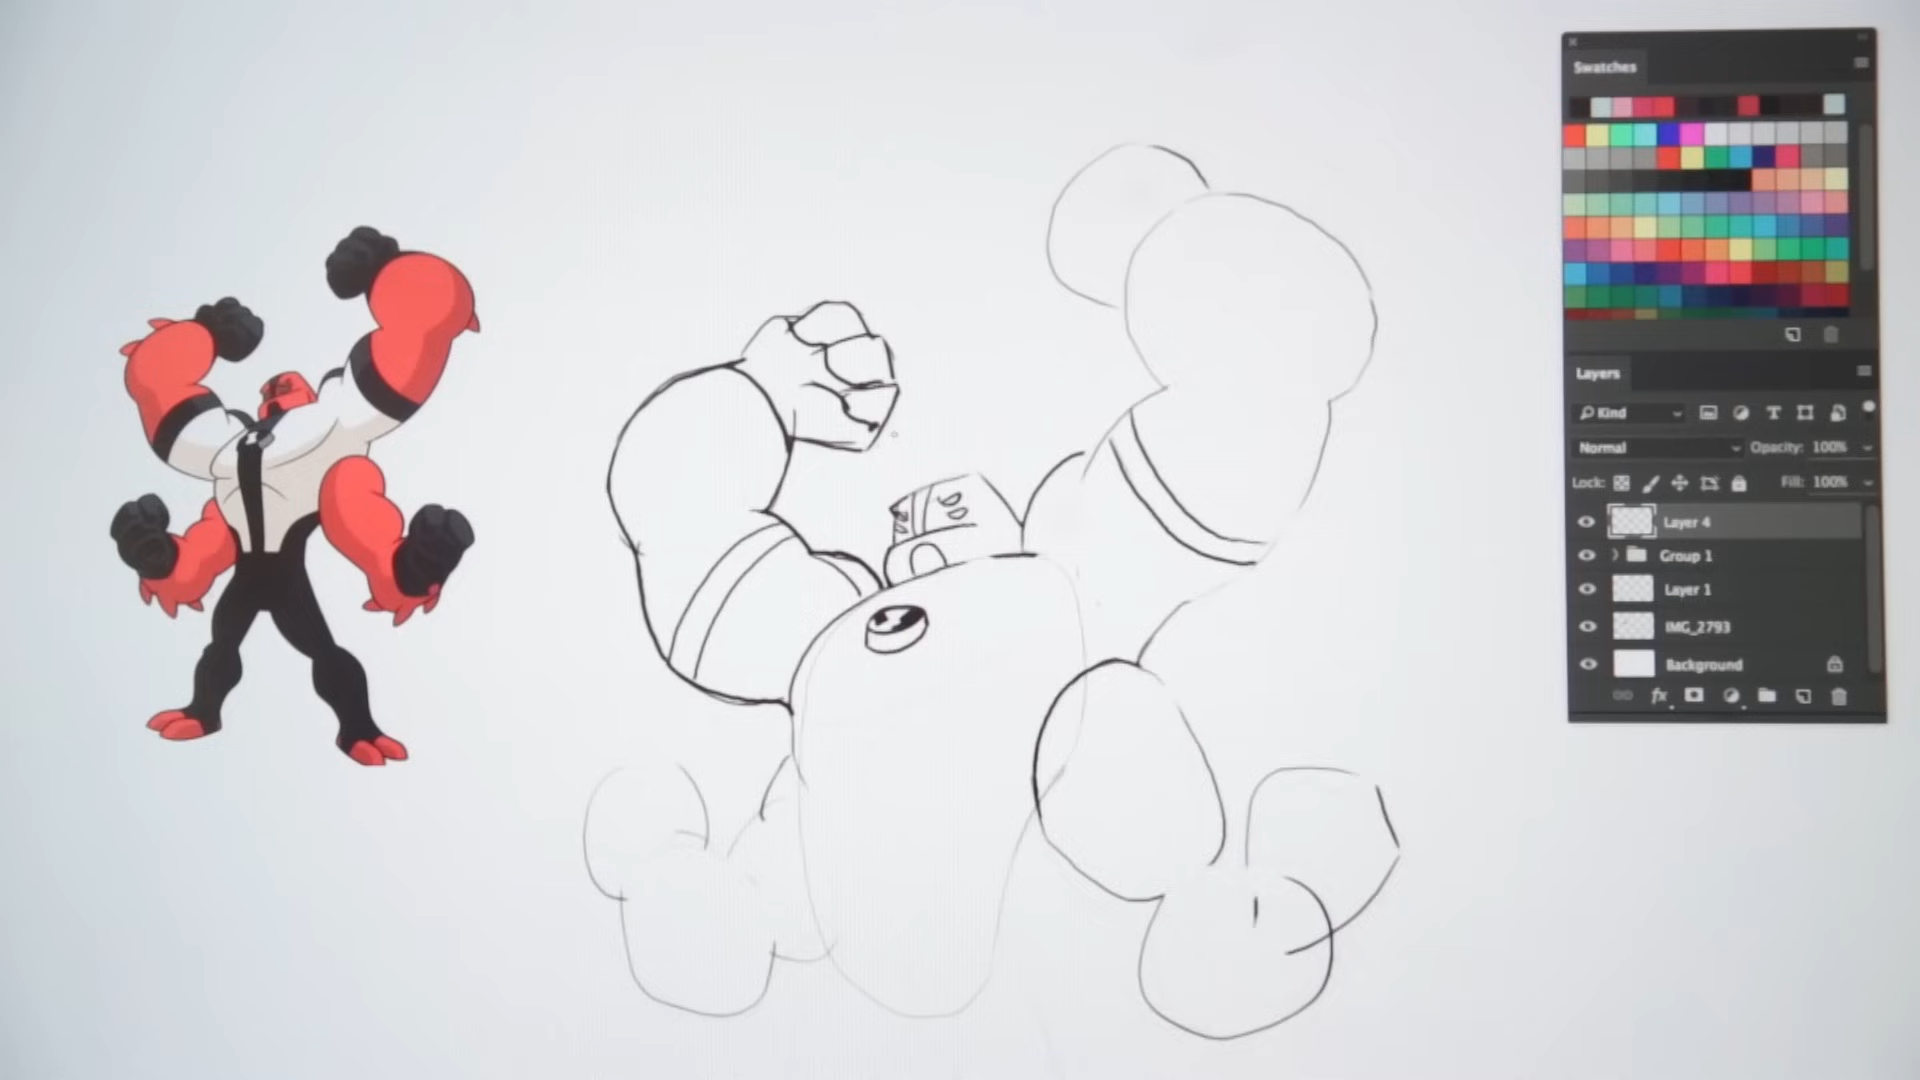 Swatches
Layers
Kind
Normal Opacity: 100%
Lock: Fill: 100%
Layer 4
Group 1
Layer 1
IMG_2793
Background
fx